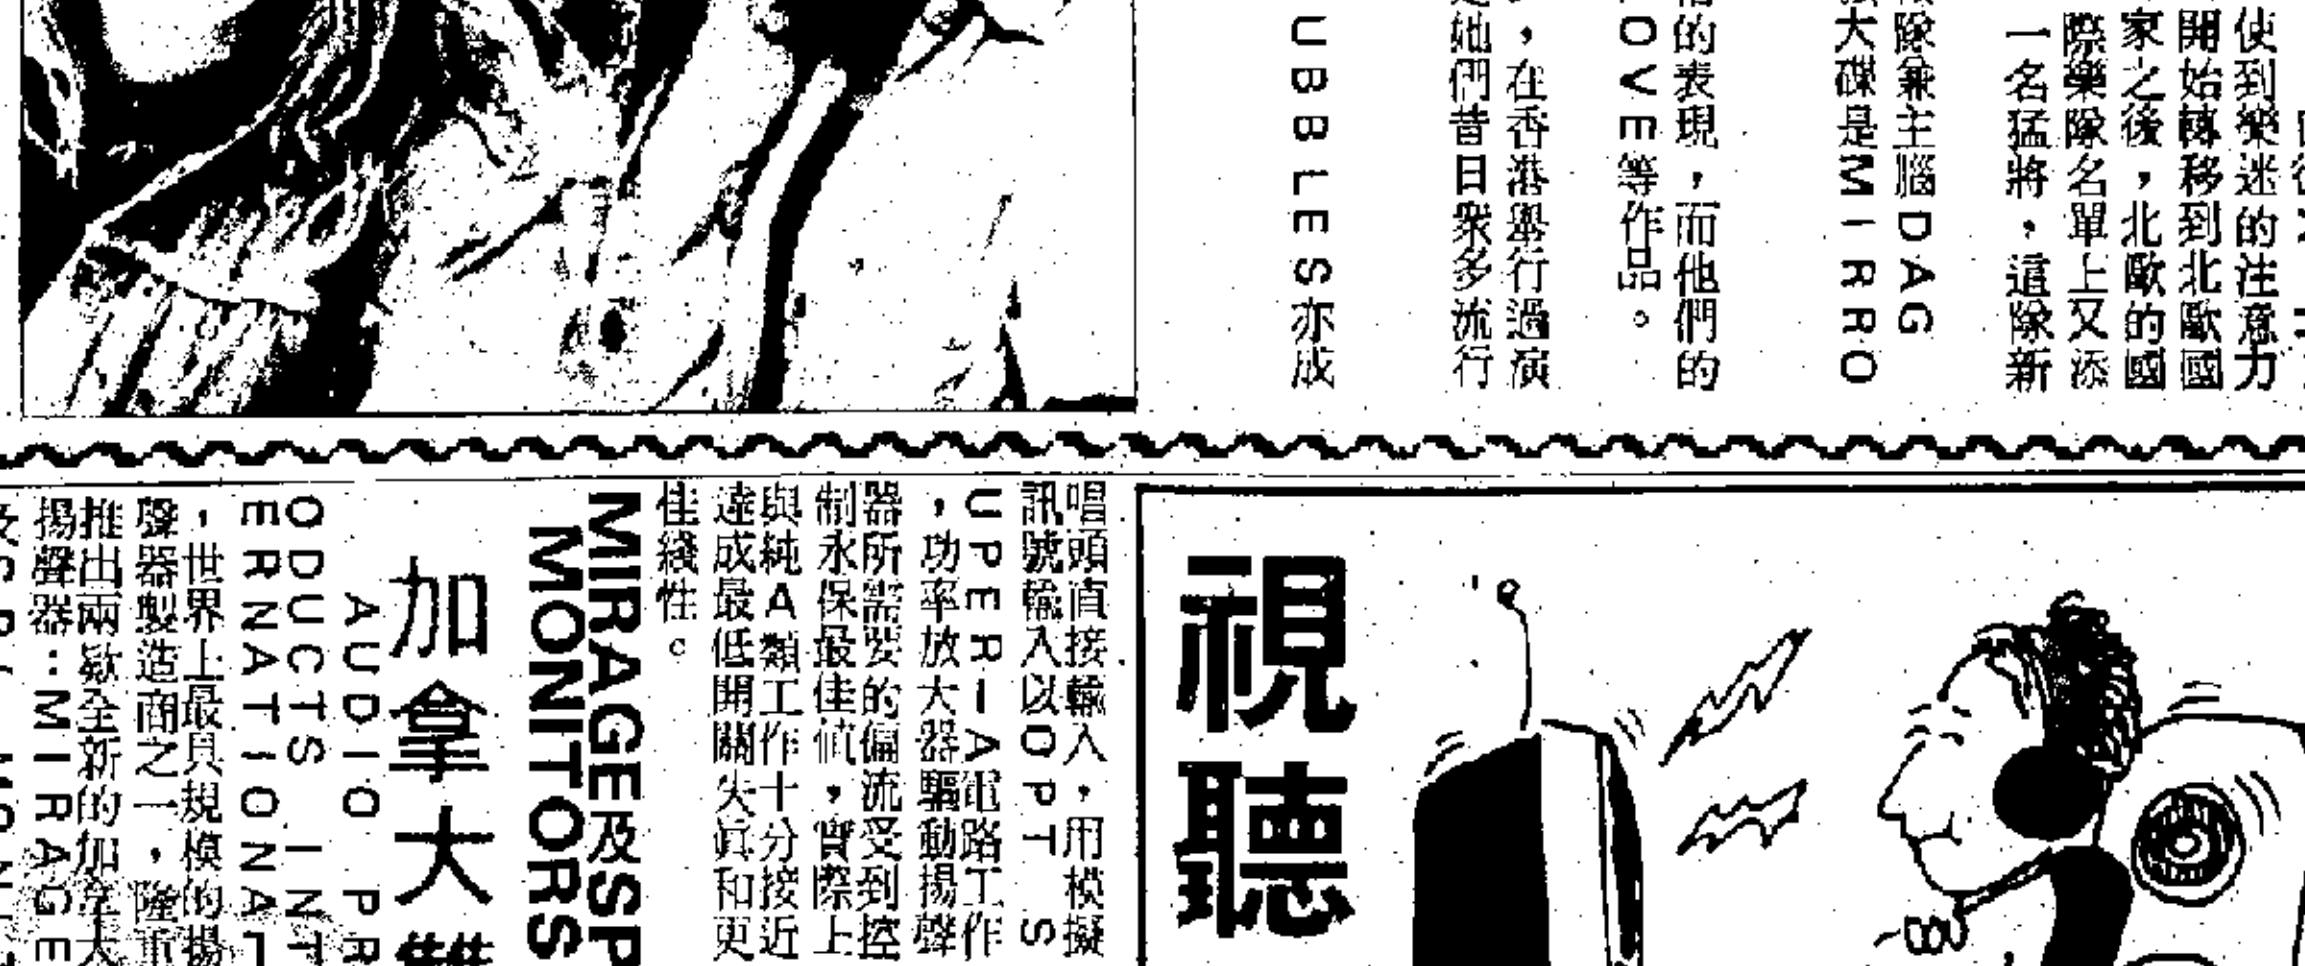 使到樂迷的注意力
開始轉移到北歐國
家之後，北歐的國
際樂隊名單上又添
一名猛將，這隊新
隊兼主腦DAG
大碟是MIRRO
的表現，而他們的
OVE等作品。
，在香港舉行過演
她們昔日衆多流行
UBBLES亦成
視聽
唱頭直接輸入，用模擬
訊號輸入以OPT S
UPER－A電路工作
，功率放大器驅動揚聲
器所需要的偏流受到控
制永保最佳值，實際上
與純A類工作十分接近
達成最低開關失眞和更
佳綫性。
MIRAGE及SP
MONITORS
加拿大雙
AUDIO PR
ODUCTS INT
ERNATIONAL
，世界上最具規模的揚
聲器製造商之一，隆重
推出兩欵全新的加拿大
揚聲器：MIRAGE